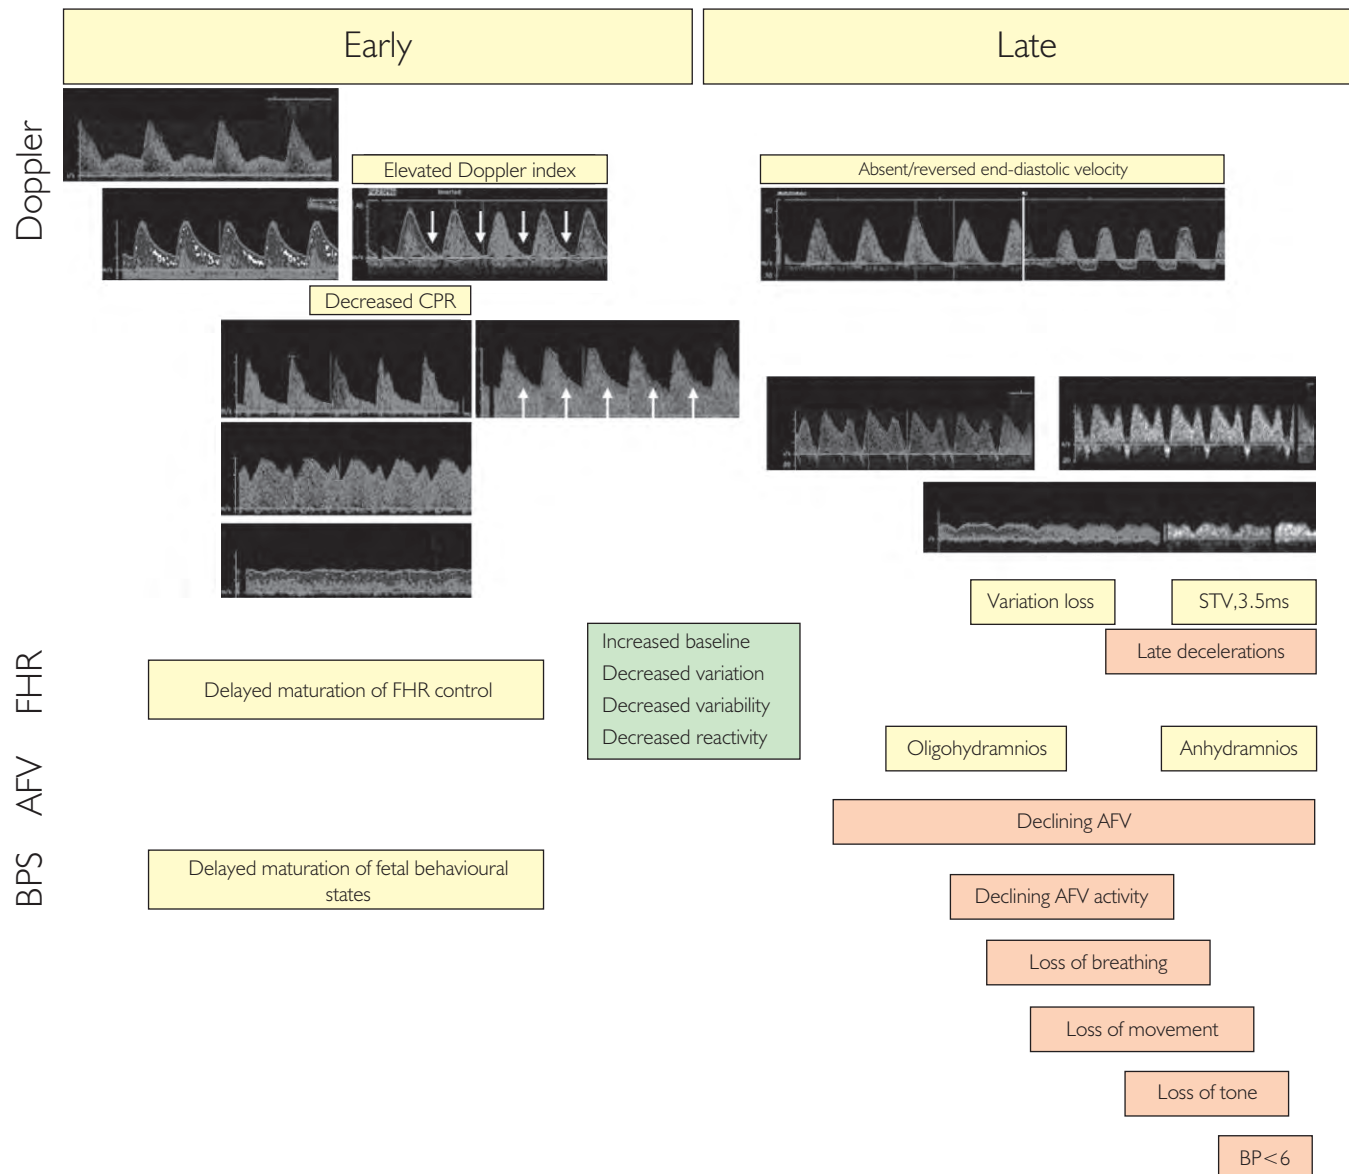 Early
Late
Doppler
Elevated Doppler index
Absent/reversed end-diastolic velocity
Decreased CPR
Variation loss
STV,3.5ms
Late decelerations
FHR
Delayed maturation of FHR control
Increased baseline
Decreased variation
Decreased variability
Decreased reactivity
AFV
Oligohydramnios
Anhydramnios
Declining AFV
BPS
Delayed maturation of fetal behavioural
states
Declining AFV activity
Loss of breathing
Loss of movement
Loss of tone
BP<6